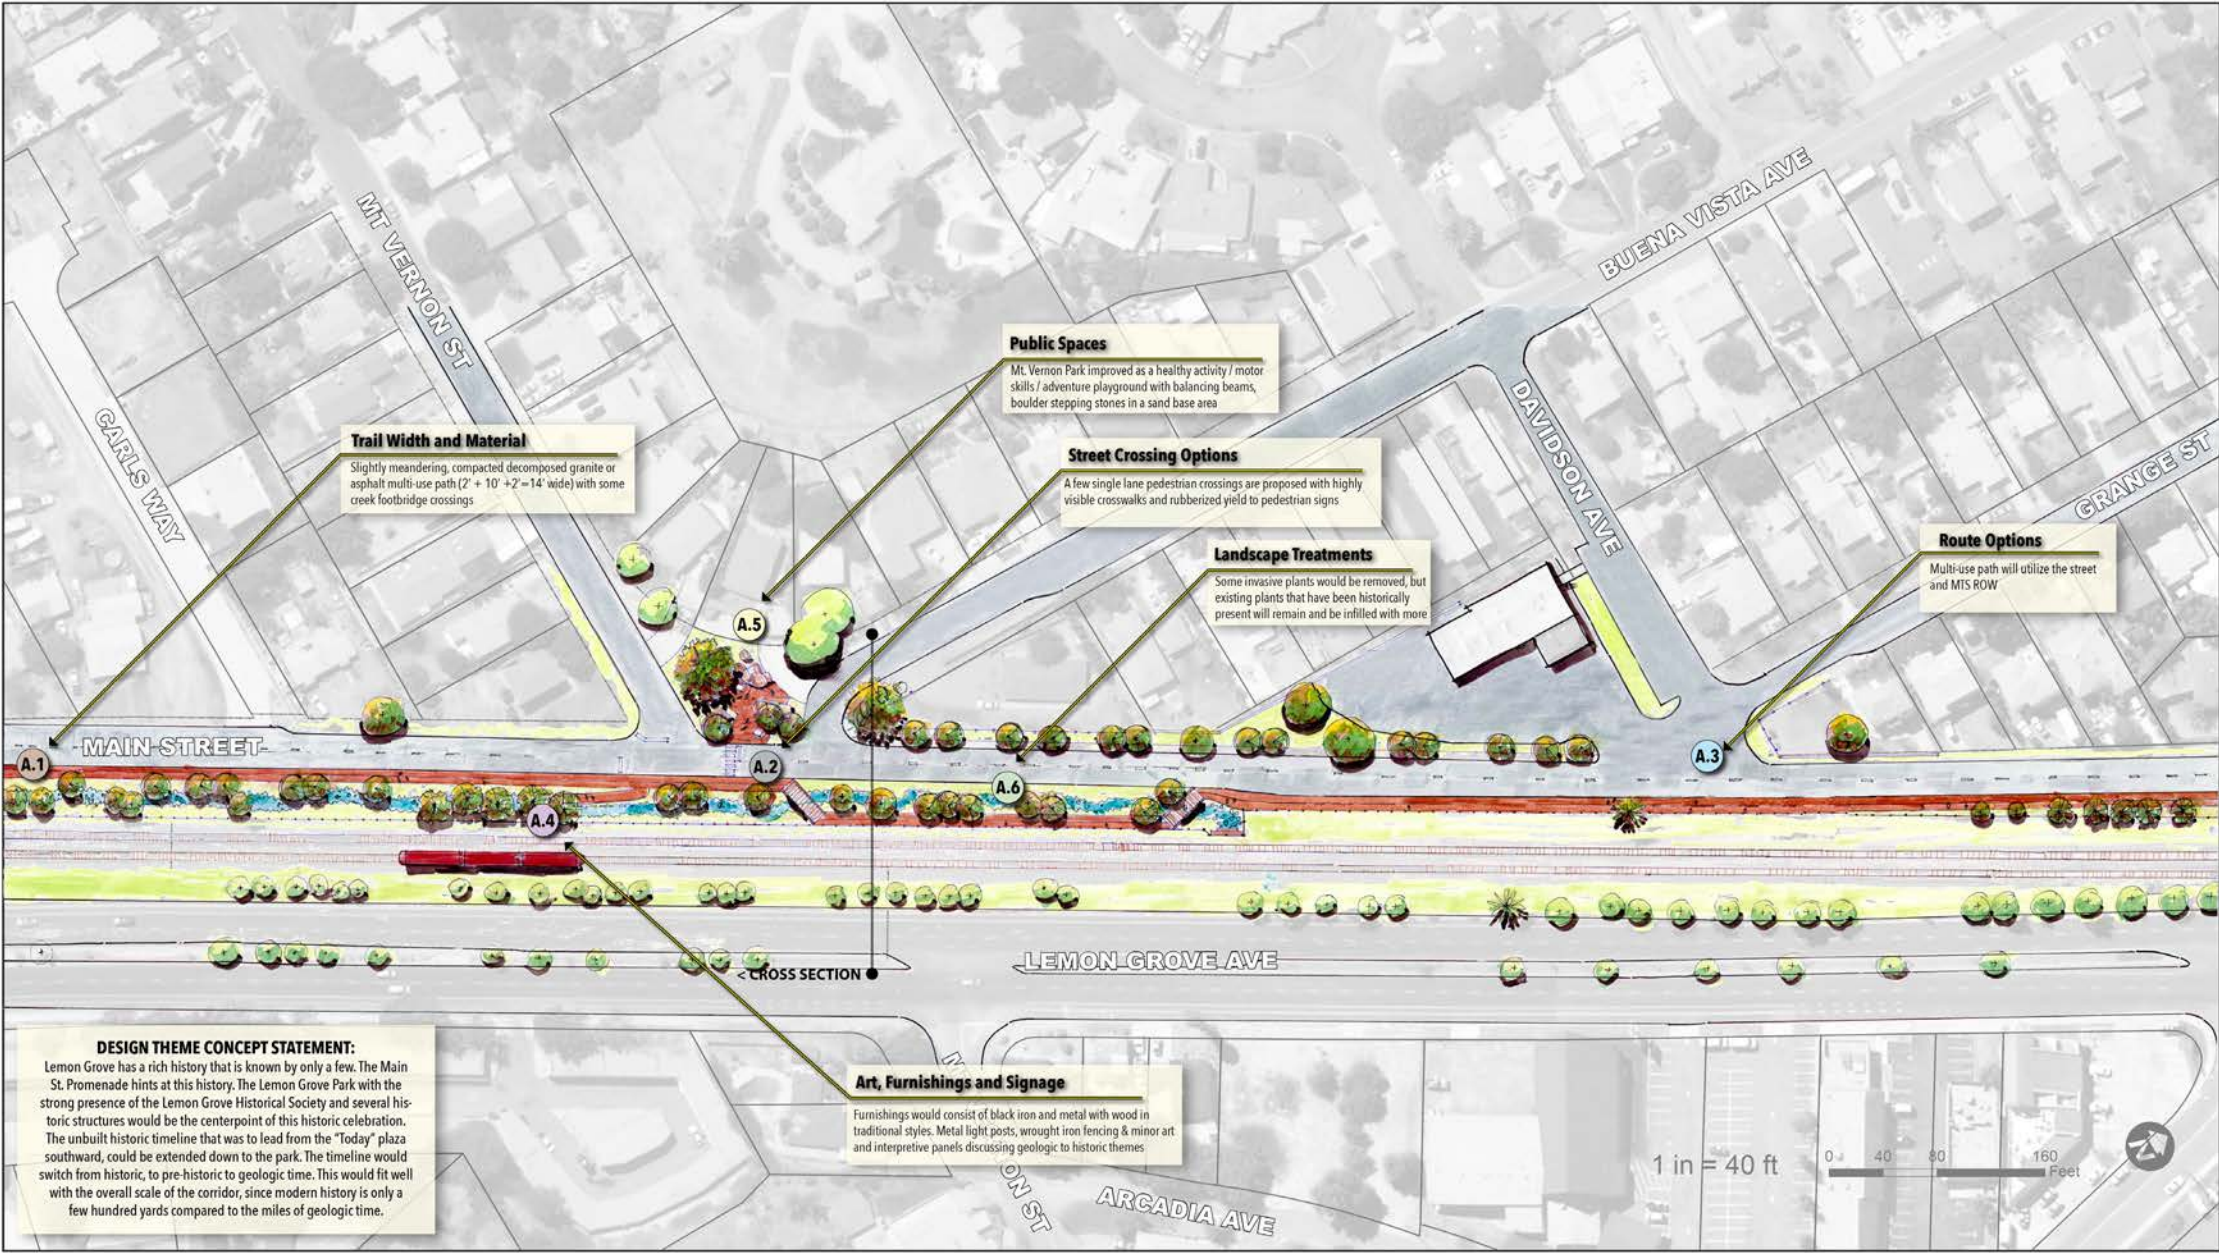 MT VERNON ST
CARLS WAY
BUENA VISTA AVE
DAVIDSON AVE
GRANGE ST
Public Spaces
Mt. Vernon Park improved as a healthy activity / motor
skills / adventure playground with balancing beams,
boulder stepping stones in a sand base area
Trail Width and Material
Slightly meandering, compacted decomposed granite or
asphalt multi-use path (2' + 10' +2'=14' wide) with some
creek footbridge crossings
Street Crossing Options
A few single lane pedestrian crossings are proposed with highly
visible crosswalks and rubberized yield to pedestrian signs
Landscape Treatments
Some invasive plants would be removed, but
existing plants that have been historically
present will remain and be infilled with more
Route Options
Multi-use path will utilize the street
and MTS ROW
A.5
MAIN STREET
A.1
A.2
A.3
A.6
A.4
LEMON GROVE AVE
< CROSS SECTION
DESIGN THEME CONCEPT STATEMENT:
Lemon Grove has a rich history that is known by only a few. The Main
St. Promenade hints at this history. The Lemon Grove Park with the
strong presence of the Lemon Grove Historical Society and several his-
toric structures would be the centerpoint of this historic celebration.
The unbuilt historic timeline that was to lead from the "Today" plaza
southward, could be extended down to the park. The timeline would
switch from historic, to pre-historic to geologic time. This would fit well
with the overall scale of the corridor, since modern history is only a
few hundred yards compared to the miles of geologic time.
Art, Furnishings and Signage
Furnishings would consist of black iron and metal with wood in
traditional styles. Metal light posts, wrought iron fencing & minor art
and interpretive panels discussing geologic to historic themes
ST
ARCADIA AVE
1 in = 40 ft
0 40 80 160
Feet